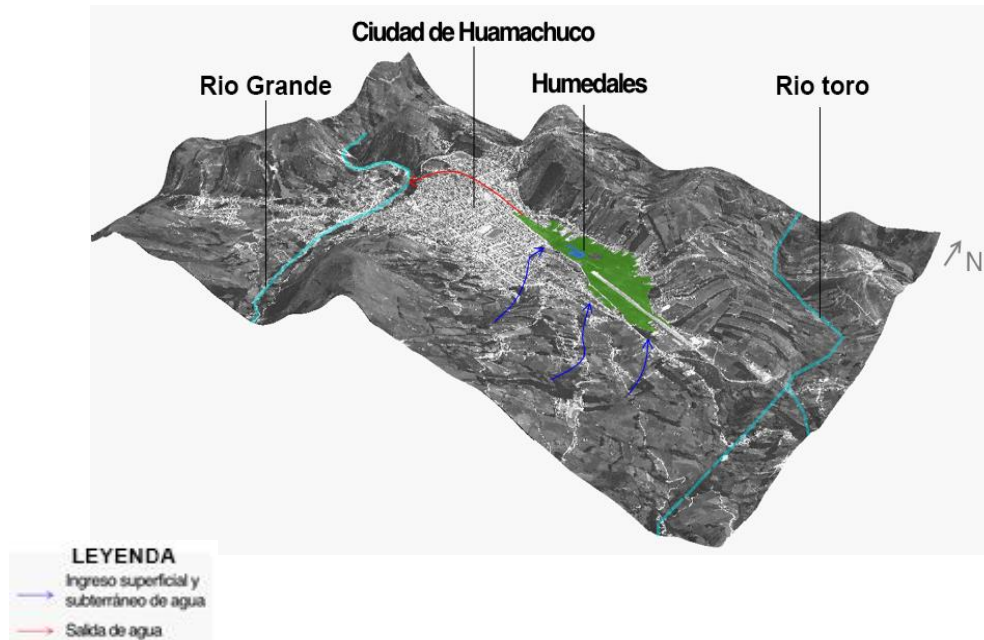 Ciudad de Huamachuco
Rio Grande
Humedales
Rio toro
N
LEYENDA
Ingreso superficial y
subterráneo de agua
Salida de agua